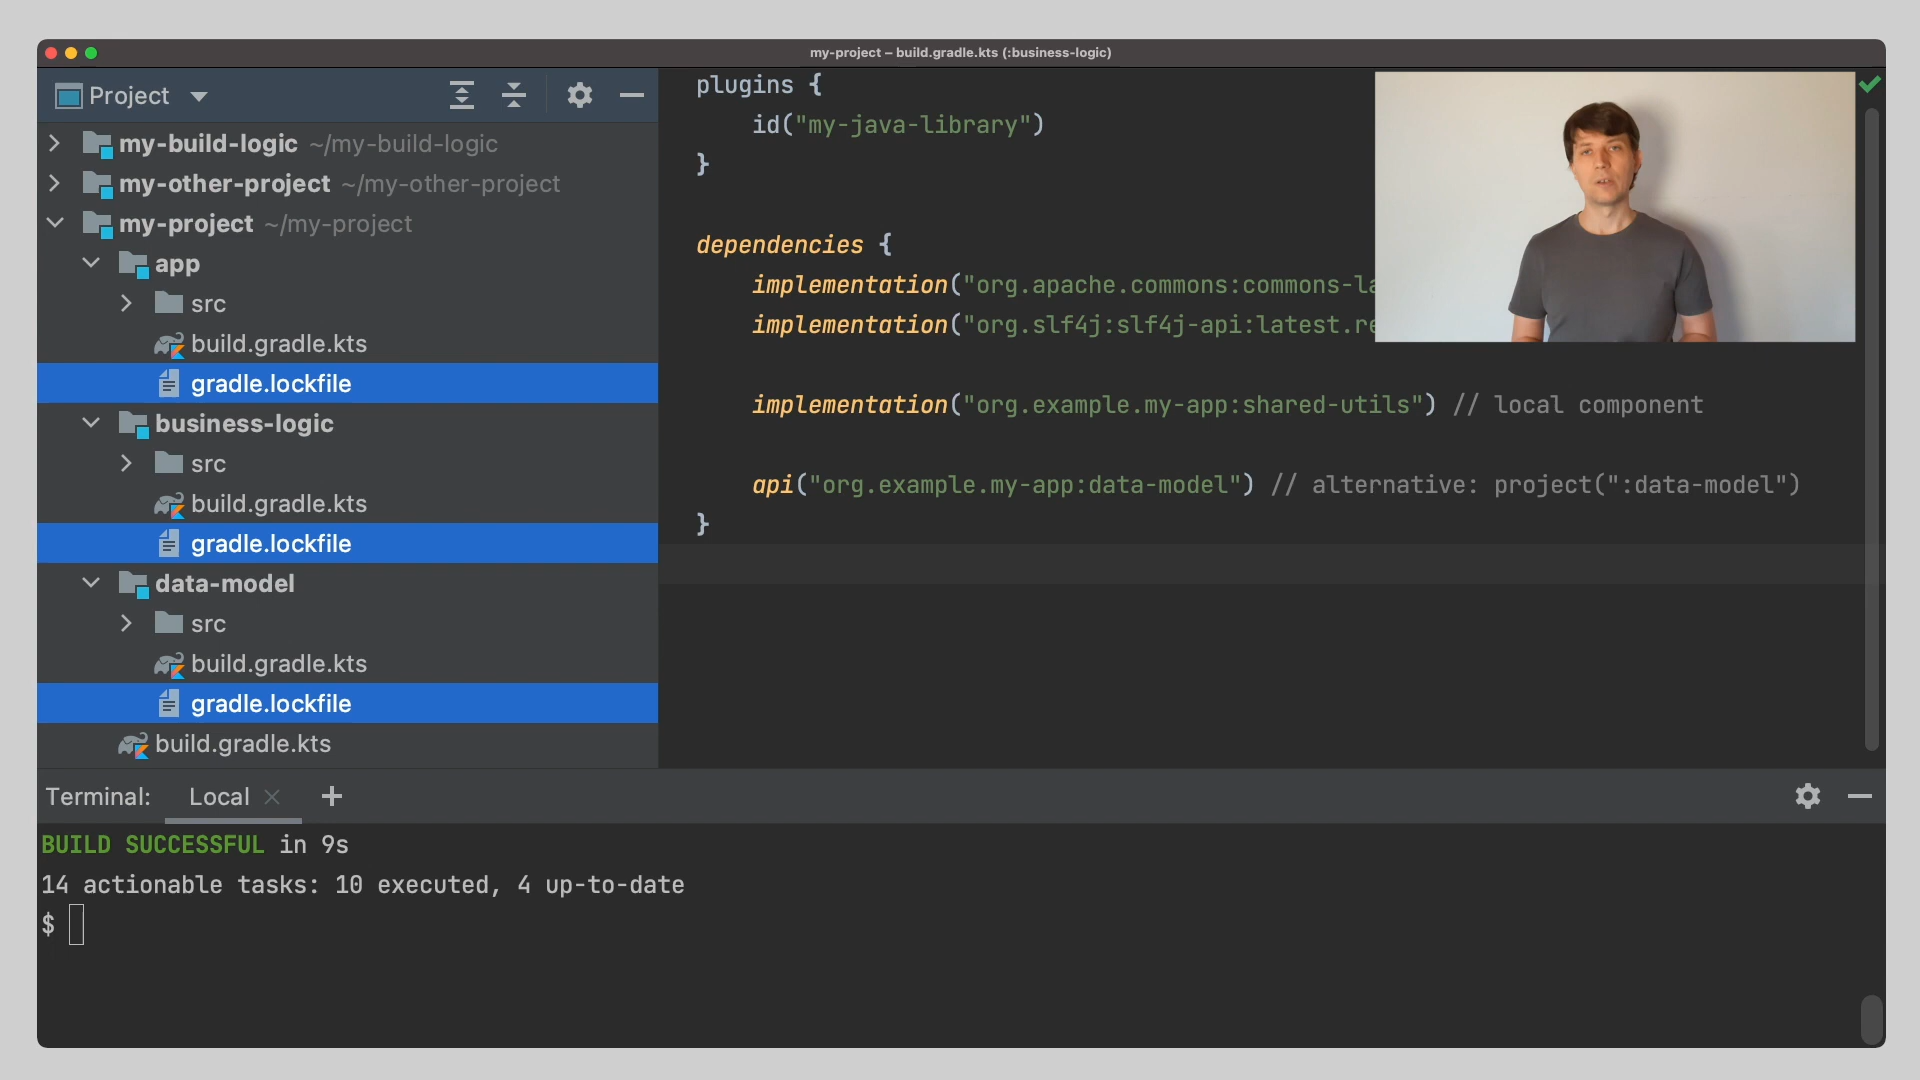 my-project – build.gradle.kts (:business-logic)
Project
my-build-logic ~/my-build-logic
my-other-project ~/my-other-project
my-project ~/my-project
app
src
build.gradle.kts
gradle.lockfile
business-logic
src
build.gradle.kts
gradle.lockfile
data-model
src
build.gradle.kts
gradle.lockfile
build.gradle.kts
plugins {
id("my-java-library")
}
dependencies {
implementation("org.apache.commons:commons-la
implementation("org.slf4j:slf4j-api:latest.re
implementation("org.example.my-app:shared-utils") // local component
api("org.example.my-app:data-model") // alternative: project(":data-model")
}
Terminal: Local
BUILD SUCCESSFUL in 9s
14 actionable tasks: 10 executed, 4 up-to-date
$